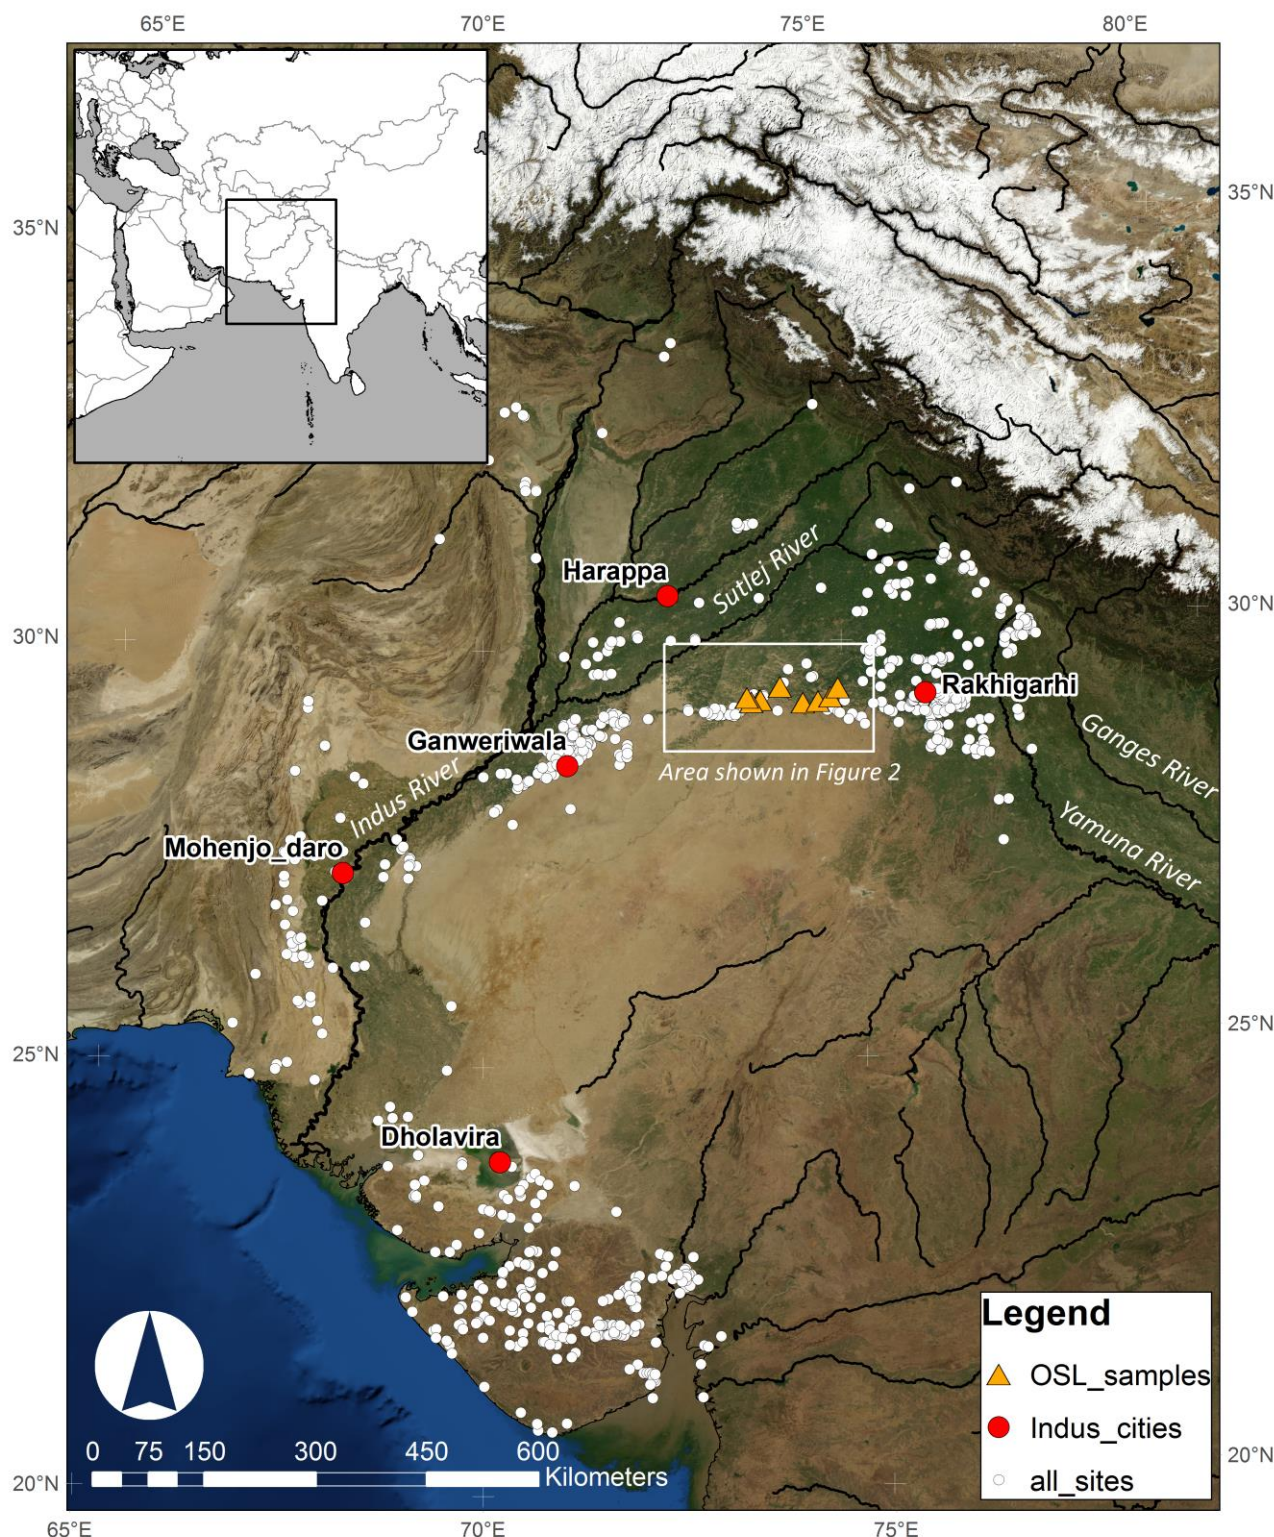 65°E 70°E 75°E 80°E
35°N 35°N
Harappa
Sutlej River
30°N 30°N
Rakhigarhi
Ganweriwala
Ganges River
Area shown in Figure 2
Indus River
Yamuna River
Mohenjo_daro
25°N 25°N
Dholavira
Legend
OSL_samples
Indus_cities
all_sites
0 75 150 300 450 600
Kilometers
20°N 20°N
65°E 70°E 75°E